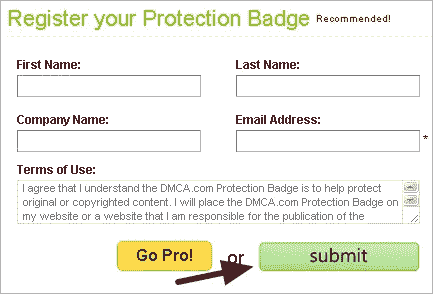 Register your Protection Badge Recommended!
First Name: Last Name:
Company Name: Email Address:
*
Terms of Use:
I agree that I understand the DMCA.com Protection Badge is to help protect
original or copyrighted content. I will place the DMCA.com Protection Badge on
my website or a website that I am responsible for the publication of the
Go Pro! or submit